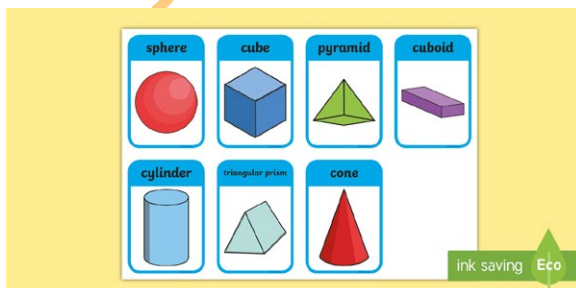 sphere
cube
pyramid
cuboid
cylinder
triangular prism
cone
ink saving
Eco